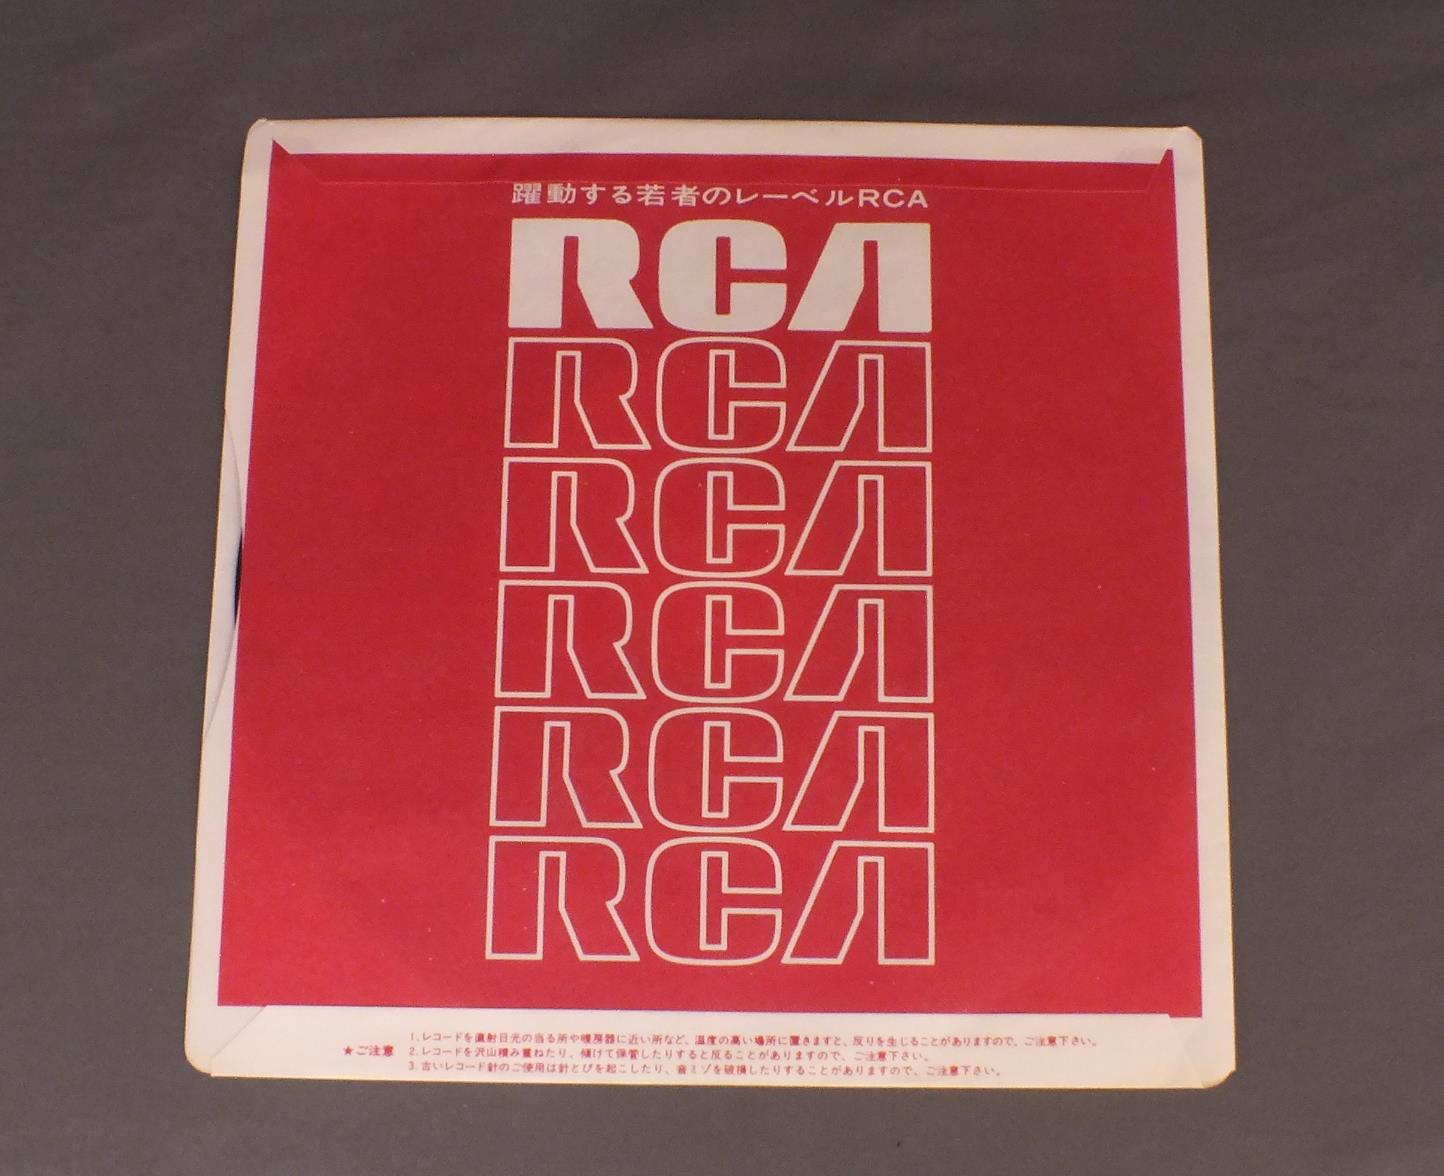 躍動する若者のレーベルRCA
RCA
RCA
RCA
RCA
RCA
RCA
★ご注意
1.レコードを直射日光の当る所や暖房器に近い所など、温度の高い場所に置きますと、反りを生じることがありますので、ご注意下さい。
2.レコードを沢山積み重ねたり、傾けて保管したりすると反ることがありますので、ご注意下さい。
3.古いレコード針のご使用は針とびを起こしたり、音ミゾを破損したりすることがありますので、ご注意下さい。